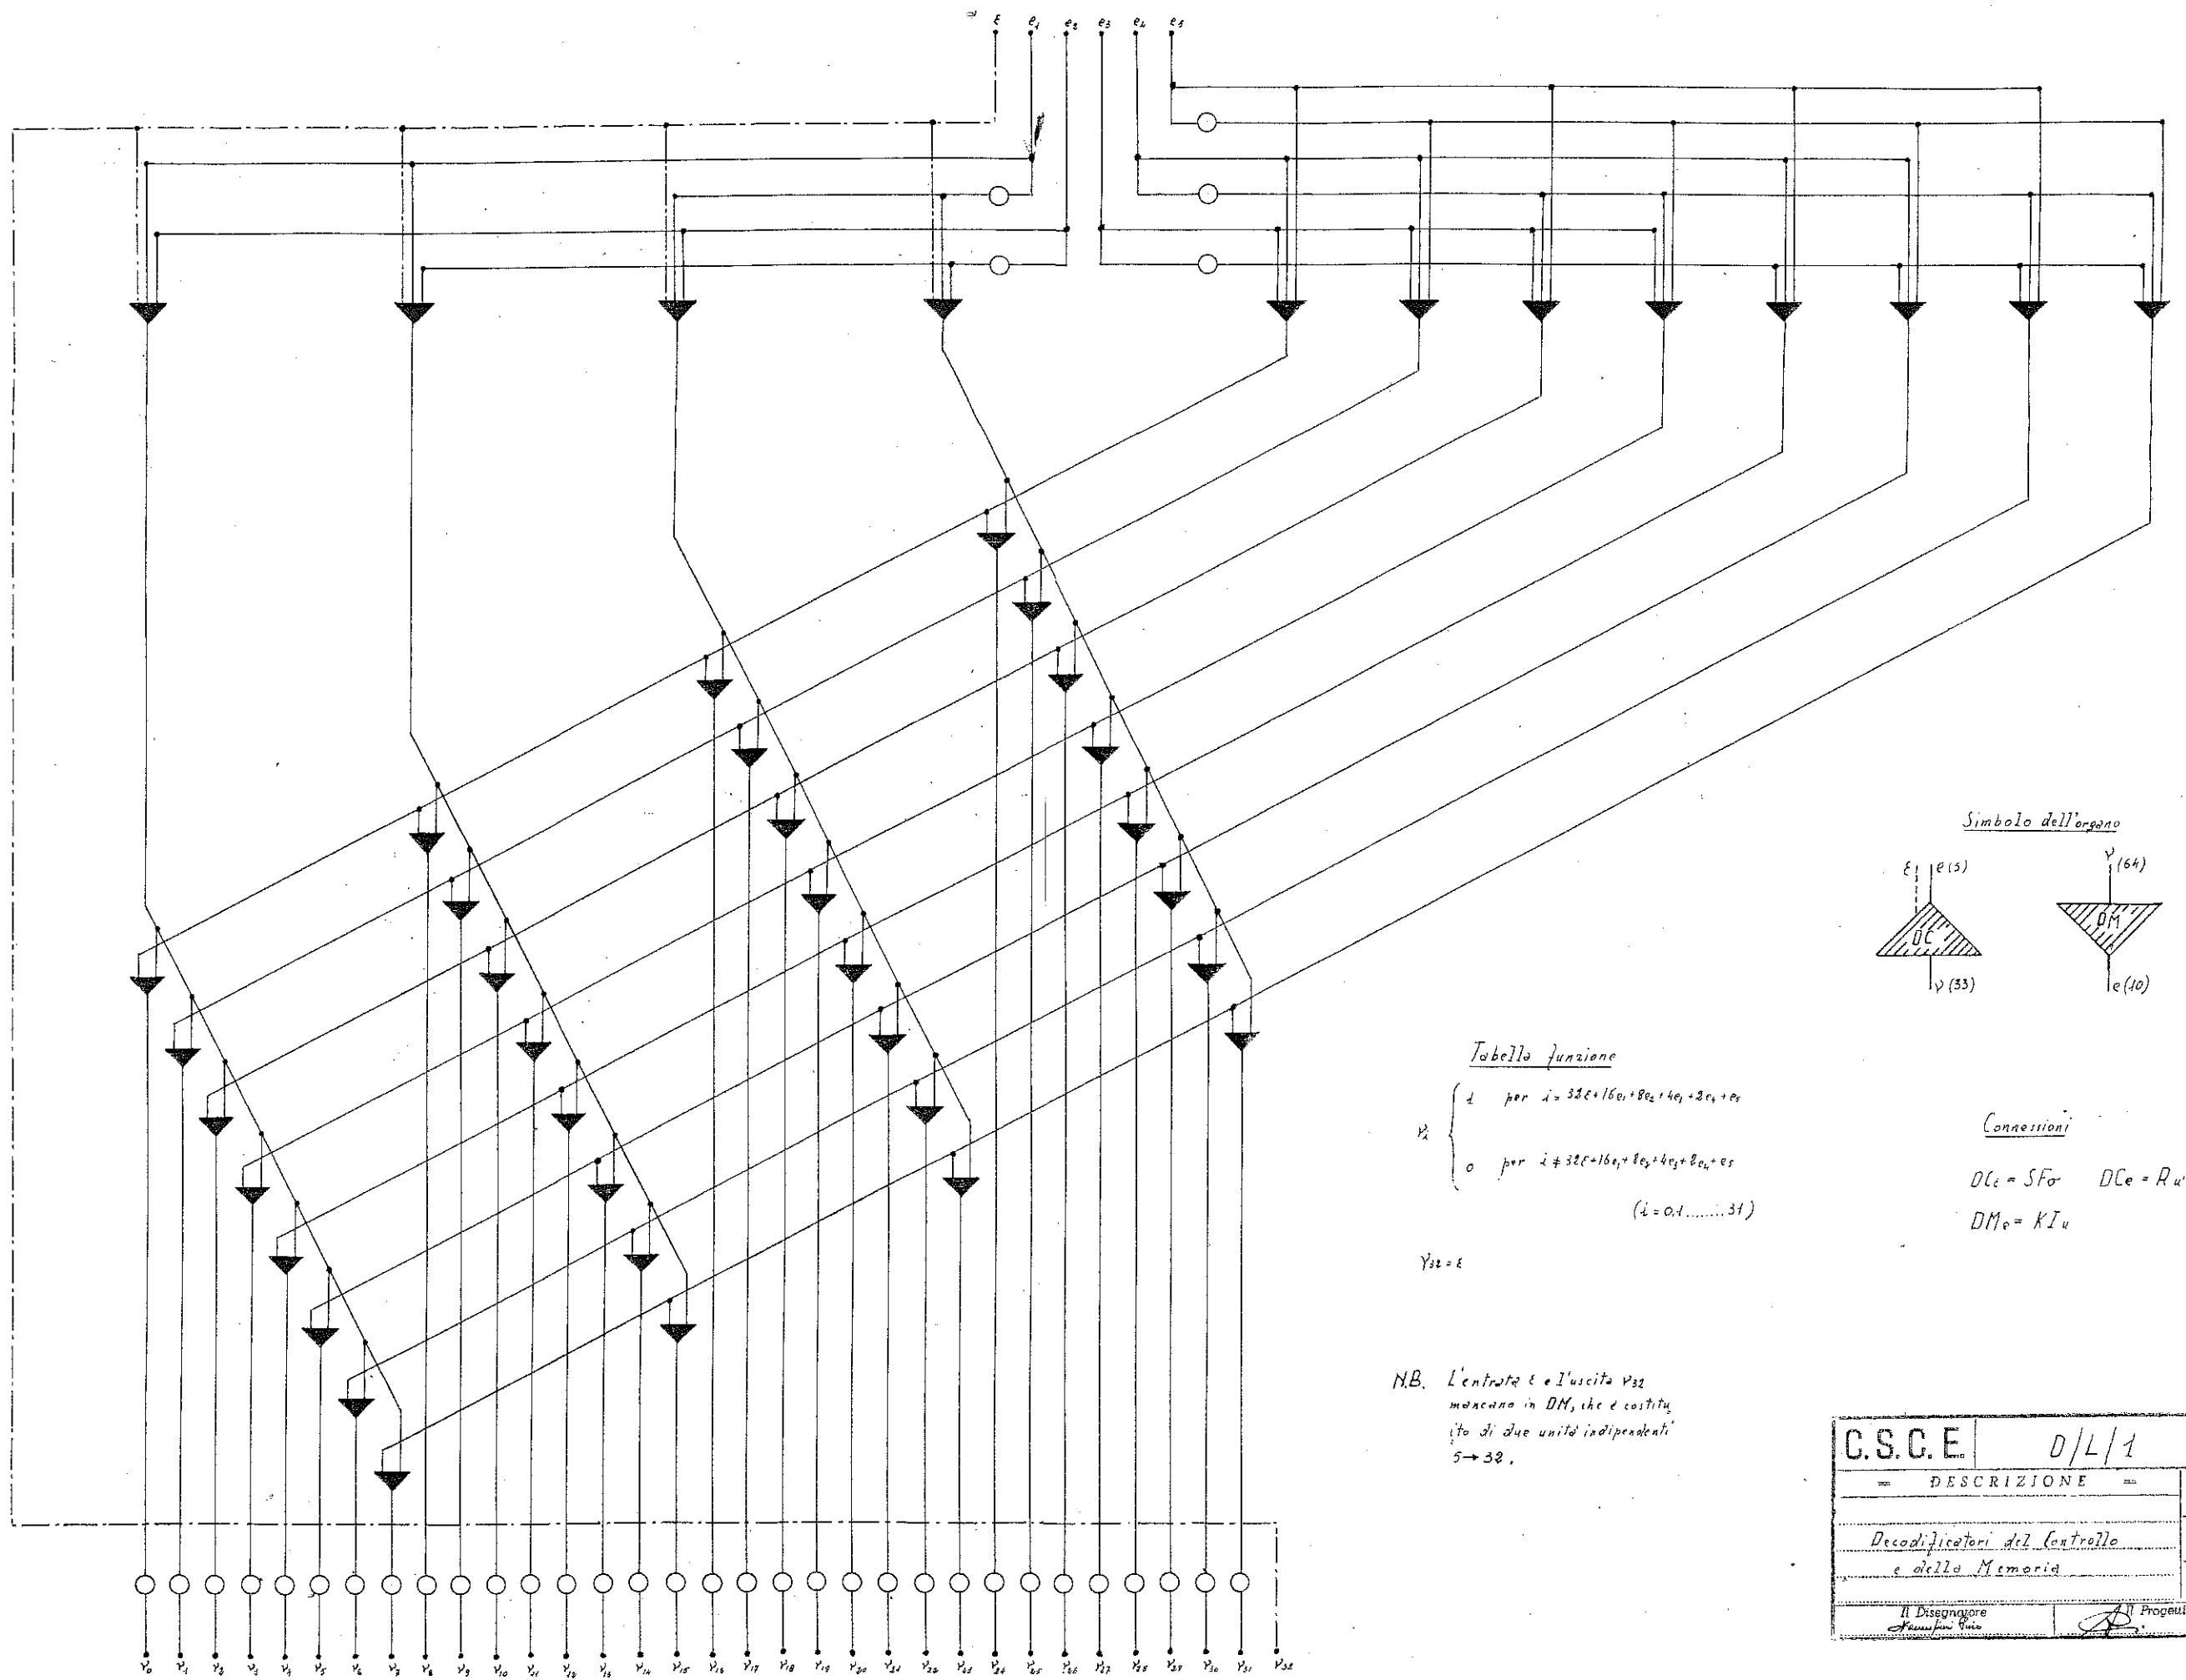 ε e₁ e₂ e₃ e₄ e₅
Simbolo dell'organo
ε e(5)
DC
ν(33)
ν(64)
DM
e(10)
Tabella funzione
νᵢ
1 per i = 32ε+16e₁+8e₂+4e₃+2e₄+e₅
0 per i ≠ 32ε+16e₁+8e₂+4e₃+2e₄+e₅
(i=0,1........31)
ν₃₂ = ε
Connessioni
DCε = SFσ DCe = Ru'
DMe = KIu
N.B. L'entrata ε e l'uscita ν₃₂
mancano in DM, che è costitu
ito di due unità indipendenti
5→32.
C.S.C.E. D/L/1
= DESCRIZIONE =
Decodificatori del Controllo
e della Memoria
Il Disegnatore
Il Progett
ν₀ ν₁ ν₂ ν₃ ν₄ ν₅ ν₆ ν₇ ν₈ ν₉ ν₁₀ ν₁₁ ν₁₂ ν₁₃ ν₁₄ ν₁₅ ν₁₆ ν₁₇ ν₁₈ ν₁₉ ν₂₀ ν₂₁ ν₂₂ ν₂₃ ν₂₄ ν₂₅ ν₂₆ ν₂₇ ν₂₈ ν₂₉ ν₃₀ ν₃₁ ν₃₂